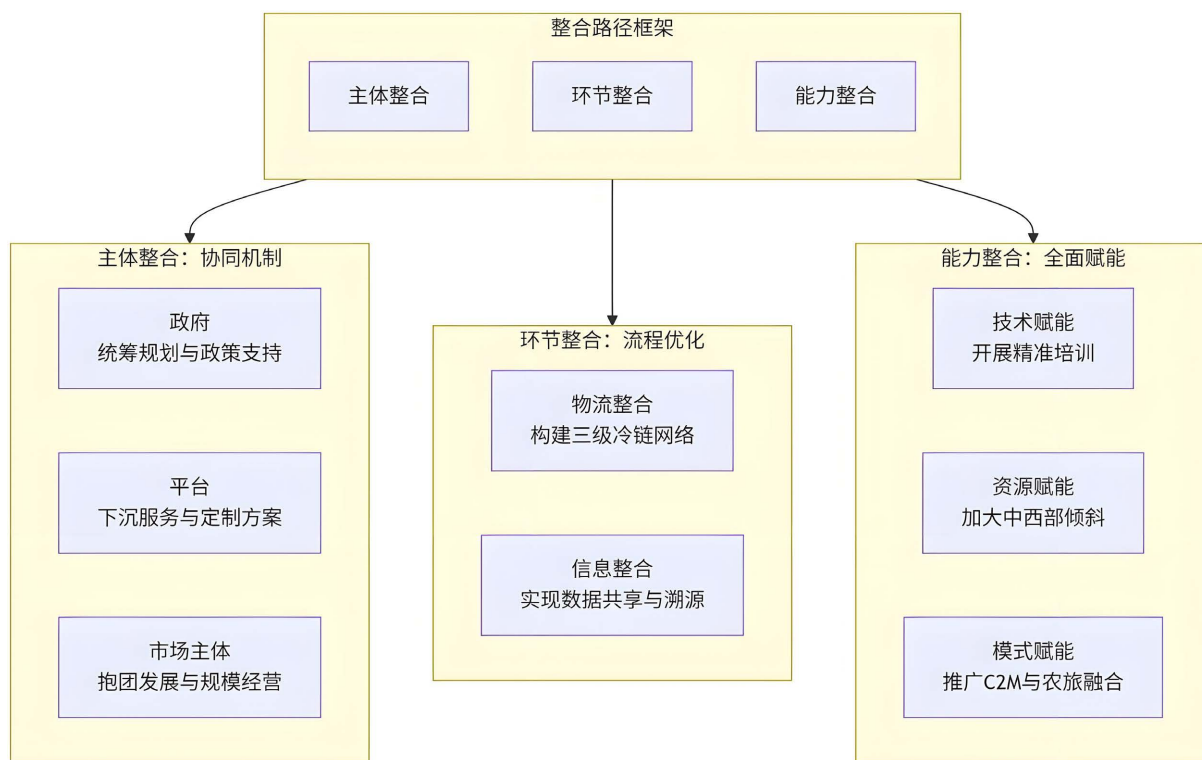 整合路径框架
主体整合
环节整合
能力整合
主体整合：协同机制
政府
统筹规划与政策支持
平台
下沉服务与定制方案
市场主体
抱团发展与规模经营
环节整合：流程优化
物流整合
构建三级冷链网络
信息整合
实现数据共享与溯源
能力整合：全面赋能
技术赋能
开展精准培训
资源赋能
加大中西部倾斜
模式赋能
推广C2M与农旅融合